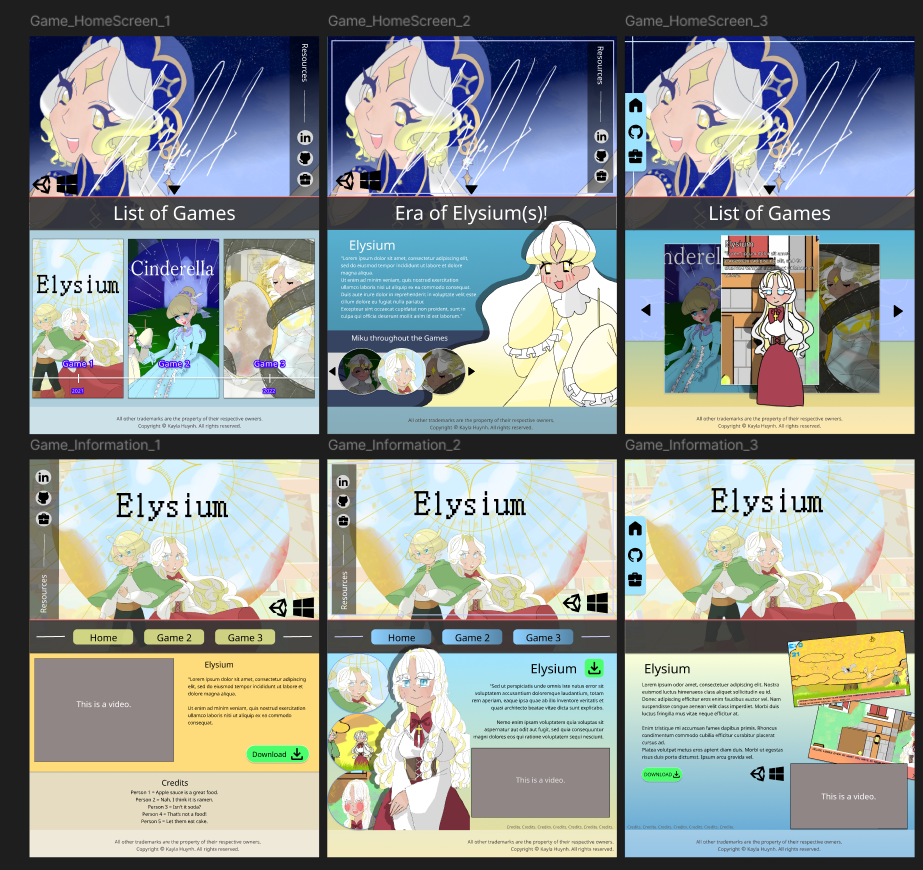 Game_HomeScreen_1
Resources
in
List of Games
Elysium
Cinderella
Game 1
Game 2
Game 3
2021
2022
All other trademarks are the property of their respective owners.
Copyright © Kayla Huynh. All rights reserved.
Game_HomeScreen_2
Resources
in
Era of Elysium(s)!
Elysium
"Lorem ipsum dolor sit amet, consectetur adipiscing elit,
sed do eiusmod tempor incididunt ut labore et dolore
magna aliqua.
Ut enim ad minim veniam, quis nostrud exercitation
ullamco laboris nisi ut aliquip ex ea commodo consequat.
Duis aute irure dolor in reprehenderit in voluptate velit esse
cillum dolore eu fugiat nulla pariatur.
Excepteur sint occaecat cupidatat non proident, sunt in
culpa qui officia deserunt mollit anim id est laborum."
Miku throughout the Games
All other trademarks are the property of their respective owners.
Copyright © Kayla Huynh. All rights reserved.
Game_HomeScreen_3
List of Games
nderel
Elysium
All other trademarks are the property of their respective owners.
Copyright © Kayla Huynh. All rights reserved.
Game_Information_1
in
Resources
Elysium
Home
Game 2
Game 3
This is a video.
Elysium
"Lorem ipsum dolor sit amet, consectetur adipiscing
elit, sed do eiusmod tempor incididunt ut labore et
dolore magna aliqua.
Ut enim ad minim veniam, quis nostrud exercitation
ullamco laboris nisi ut aliquip ex ea commodo
consequat.
Download
Credits
Person 1 = Apple sauce is a great food.
Person 2 = Nah, I think it is ramen.
Person 3 = Isn't it soda?
Person 4 = That's not a food!
Person 5 = Let them eat cake.
All other trademarks are the property of their respective owners.
Copyright © Kayla Huynh. All rights reserved.
Game_Information_2
in
Resources
Elysium
Home
Game 2
Game 3
Elysium
"Sed ut perspiciatis unde omnis iste natus error sit
voluptatem accusantium doloremque laudantium, totam
rem aperiam, eaque ipsa quae ab illo inventore veritatis et
quasi architecto beatae vitae dicta sunt explicabo.
Nemo enim ipsam voluptatem quia voluptas sit
aspernatur aut odit aut fugit, sed quia consequuntur
magni dolores eos qui ratione voluptatem sequi nesciunt.
This is a video.
Credits, Credits, Credits, Credits, Credits, Credits.
All other trademarks are the property of their respective owners.
Copyright © Kayla Huynh. All rights reserved.
Game_Information_3
Elysium
Elysium
Lorem ipsum odor amet, consectetuer adipiscing elit. Nostra
euismod luctus himenaeos class aliquet sollicitudin eu id.
Donec adipiscing efficitur eros enim faucibus auctor vel. Sem
suspendisse congue aenean velit class imperdiet. Morbi dis
luctus fringilla mus vitae neque efficitur at.
Enim tristique mi accumsan fames dapibus primis. Rhoncus
condimentum commodo cubilia efficitur curabitur placerat
cursus ad.
Platea volutpat metus eros aptent diam duis. Morbi ut egestas
risus duis porta dictumst. Ipsum arcu gravida vel.
DOWNLOAD
This is a video.
All other trademarks are the property of their respective owners.
Copyright © Kayla Huynh. All rights reserved.